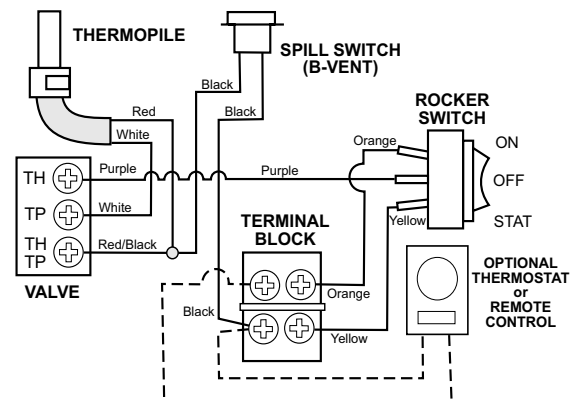 THERMOPILE
SPILL SWITCH
(B-VENT)
Black
Black
Red
White
ROCKER
SWITCH
Orange
ON
OFF
STAT
TH
Purple
Purple
TP
White
TH
TP
Red/Black
Yellow
VALVE
TERMINAL
BLOCK
Orange
Black
Yellow
OPTIONAL
THERMOSTAT
or
REMOTE
CONTROL